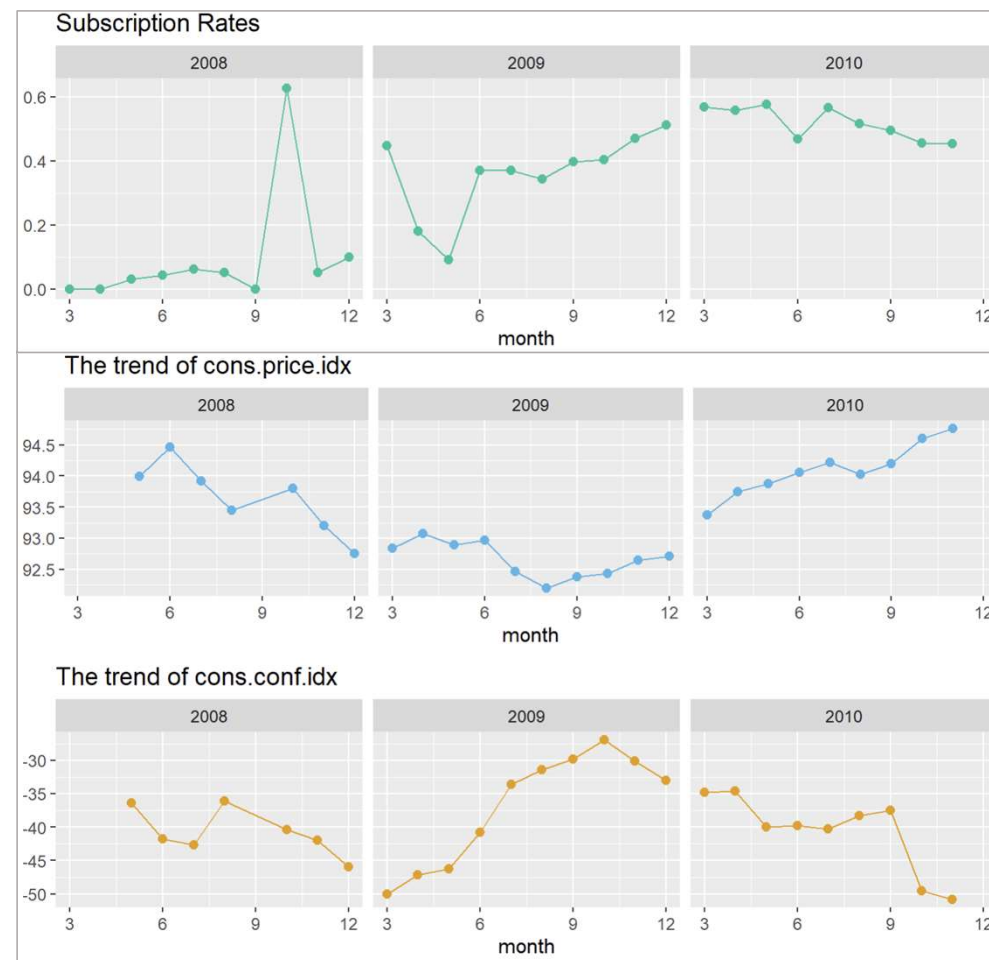 Subscription Rates
2008 2009 2010
0.6
0.4
0.2
0.0
3 6 9 12 3 6 9 12 3 6 9 12
month
The trend of cons.price.idx
2008 2009 2010
94.5
94.0
93.5
93.0
92.5
3 6 9 12 3 6 9 12 3 6 9 12
month
The trend of cons.conf.idx
2008 2009 2010
-30
-35
-40
-45
-50
3 6 9 12 3 6 9 12 3 6 9 12
month